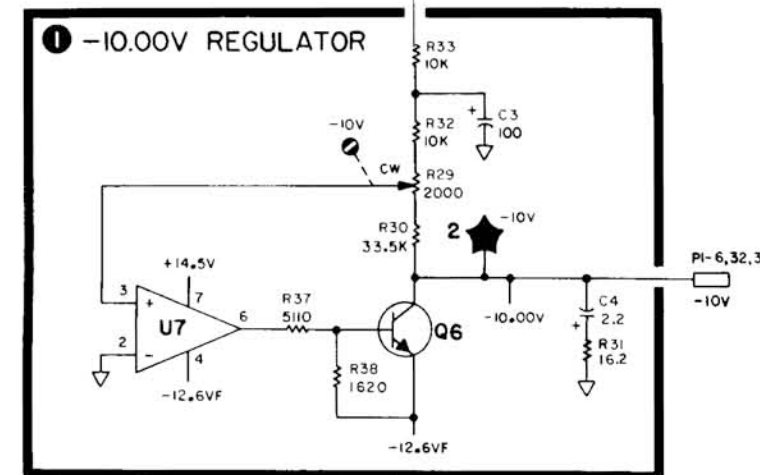 1 -10.00V REGULATOR
R33
10K
+ C3
100
R32
10K
-10V
CW
R29
2000
R30
33.5K
2
-10V
P1-6,32,3
-10V
+14.5V
3
+
7
U7
6
2
-
4
-12.6VF
R37
5110
Q6
-10.00V
C4
+ 2.2
R31
16.2
R38
1620
-12.6VF